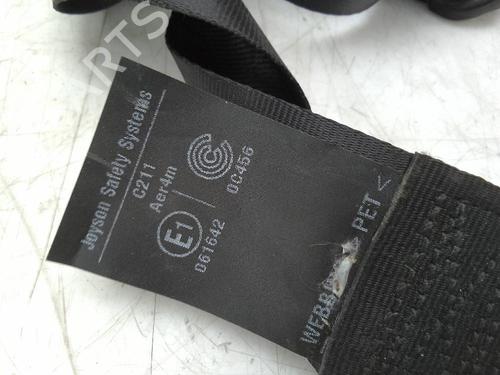 Joyson Safety Systems
C211
Aer4m
E1
061642
0C456
PET <